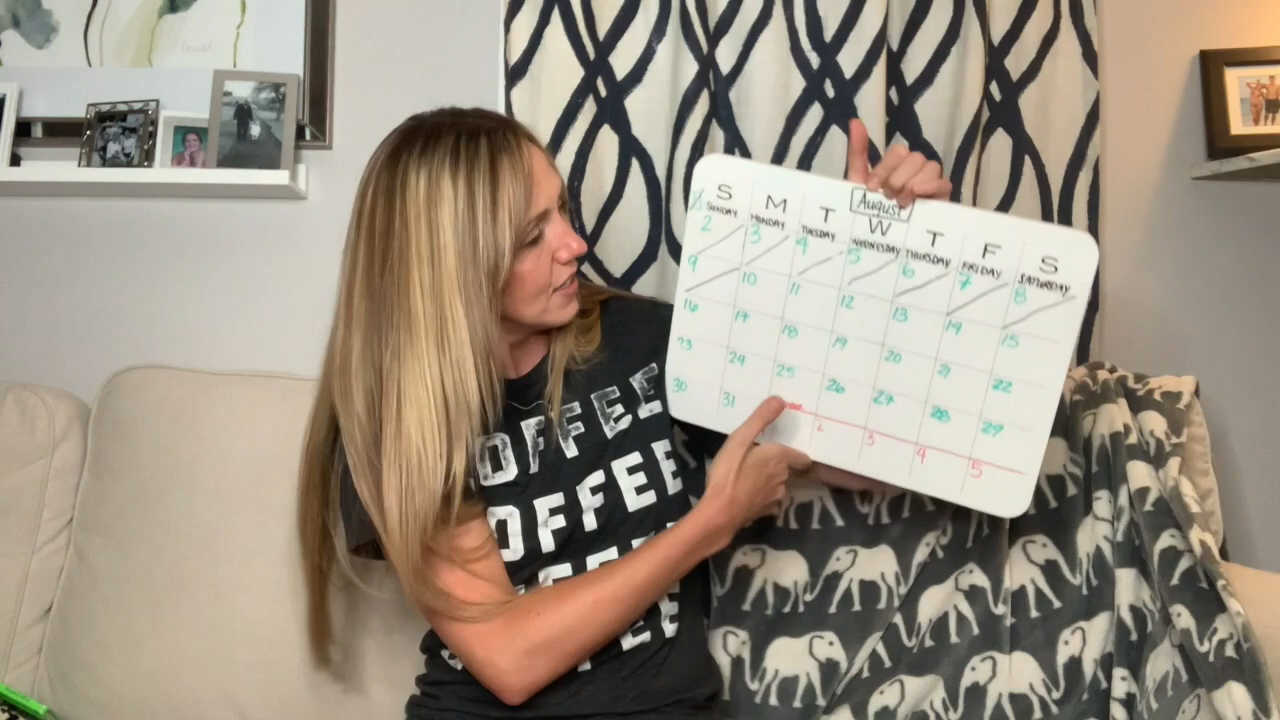 August
S M T W T F S
SUNDAY MONDAY TUESDAY WEDNESDAY THURSDAY FRIDAY SATURDAY
2 3 4 5 6 7 8
9 10 11 12 13 14 15
16 17 18 19 20 21 22
23 24 25 26 27 28 29
30 31 2 3 4 5
COFFEE
COFFEE